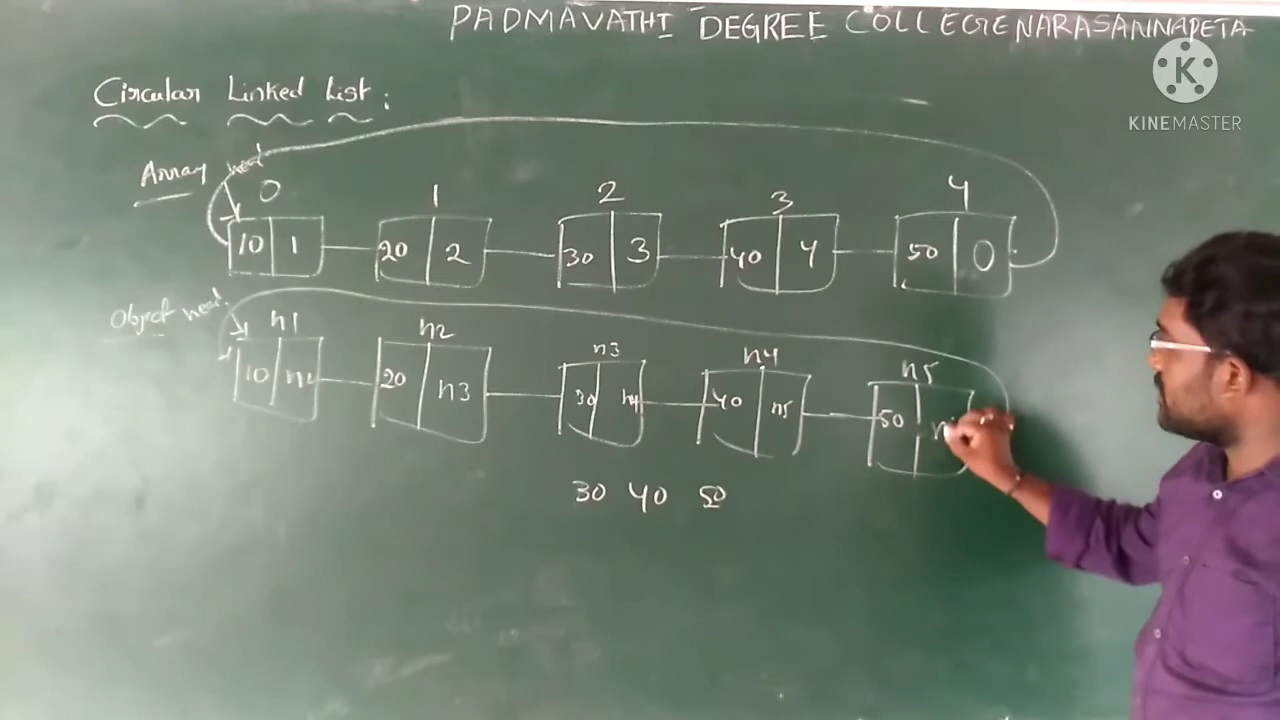 PADMAVATHI DEGREE COLLEGE NARASANNAPETA
KINEMASTER
Circular Linked List:
Array head
0 1 2 3 4
10 1 20 2 30 3 40 4 50 0
Object head
n1 n2 n3 n4 n5
10 n2 20 n3 30 n4 40 n5 50
30 40 50